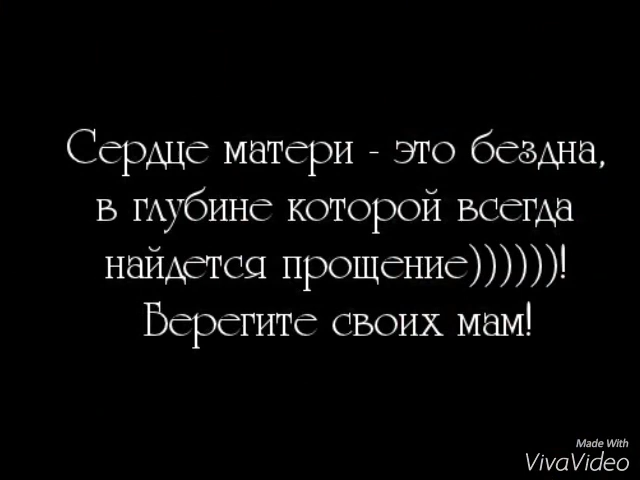 Сердце матери - это бездна,
в глубине которой всегда
найдется прощение))))))!
Берегите своих мам!
Made With
VivaVideo